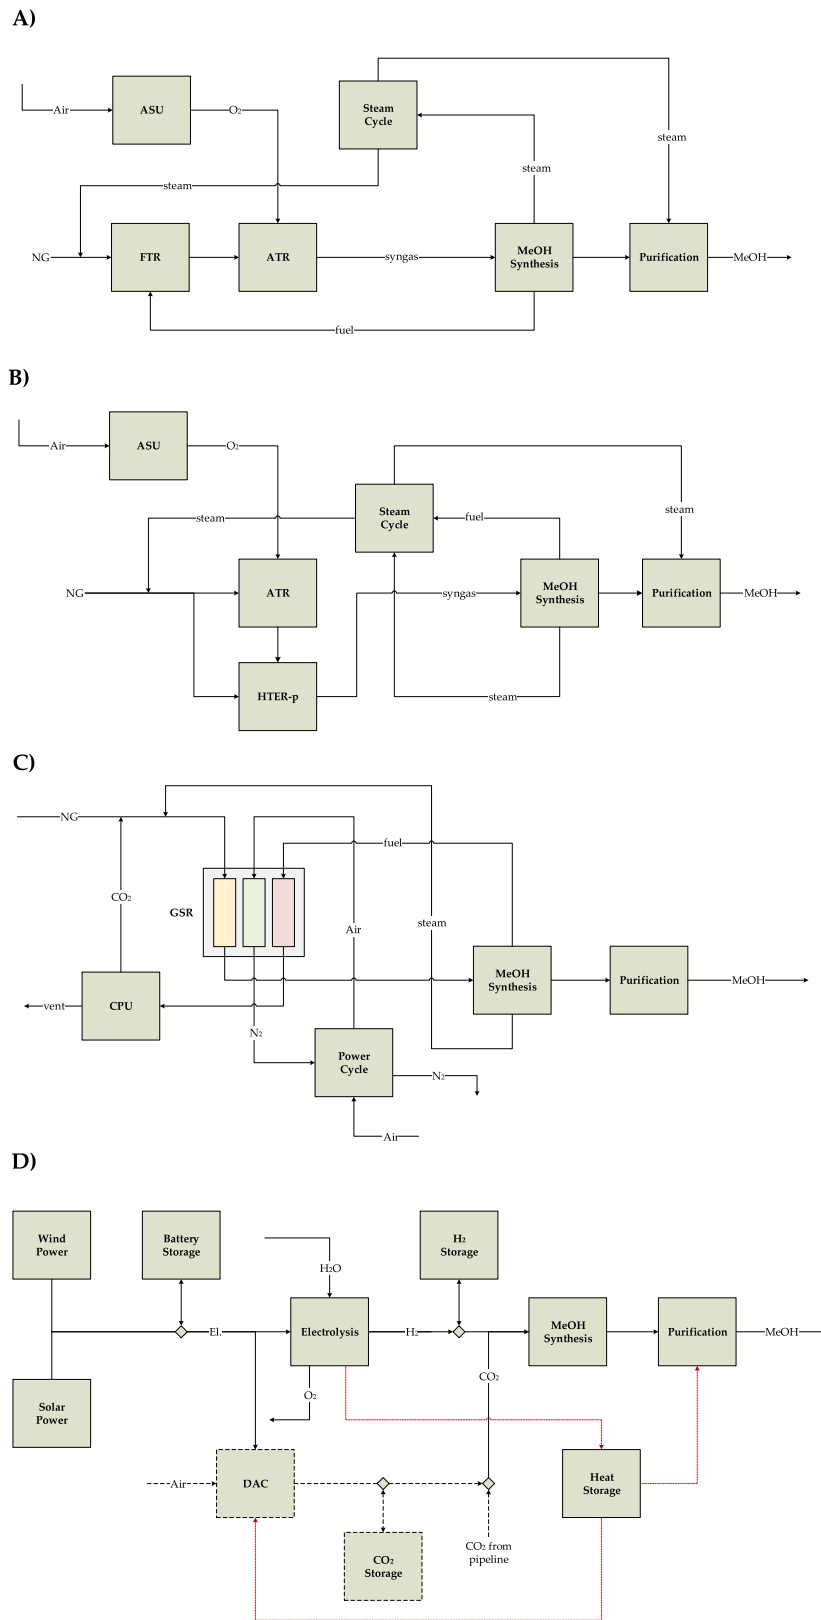 A)
Air
ASU
O2
Steam
Cycle
steam
steam
steam
NG
FTR
ATR
syngas
MeOH
Synthesis
Purification
MeOH
fuel
B)
Air
ASU
O2
Steam
Cycle
steam
fuel
steam
NG
ATR
syngas
MeOH
Synthesis
Purification
MeOH
HTER-p
steam
C)
NG
fuel
CO2
GSR
Air
steam
MeOH
Synthesis
Purification
MeOH
vent
CPU
N2
Power
Cycle
N2
Air
D)
Wind
Power
Battery
Storage
H2
Storage
H2O
El.
Electrolysis
H2
MeOH
Synthesis
Purification
MeOH
CO2
O2
Solar
Power
Air
DAC
Heat
Storage
CO2
Storage
CO2 from
pipeline